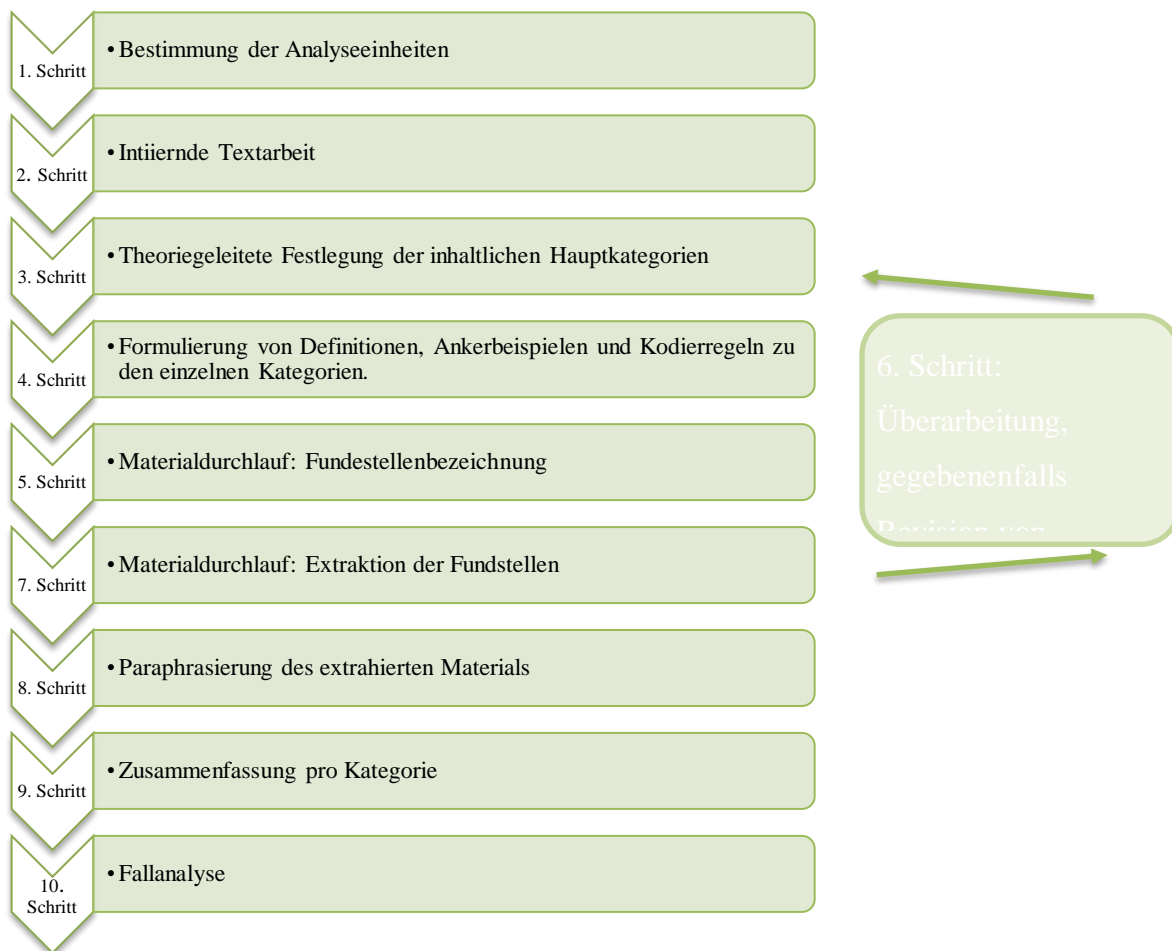 1. Schritt
• Bestimmung der Analyseeinheiten
2. Schritt
• Intiiernde Textarbeit
3. Schritt
• Theoriegeleitete Festlegung der inhaltlichen Hauptkategorien
4. Schritt
• Formulierung von Definitionen, Ankerbeispielen und Kodierregeln zu
den einzelnen Kategorien.
5. Schritt
• Materialdurchlauf: Fundestellenbezeichnung
6. Schritt:
Überarbeitung,
gegebenenfalls
Revision von
7. Schritt
• Materialdurchlauf: Extraktion der Fundstellen
8. Schritt
• Paraphrasierung des extrahierten Materials
9. Schritt
• Zusammenfassung pro Kategorie
10.
Schritt
• Fallanalyse